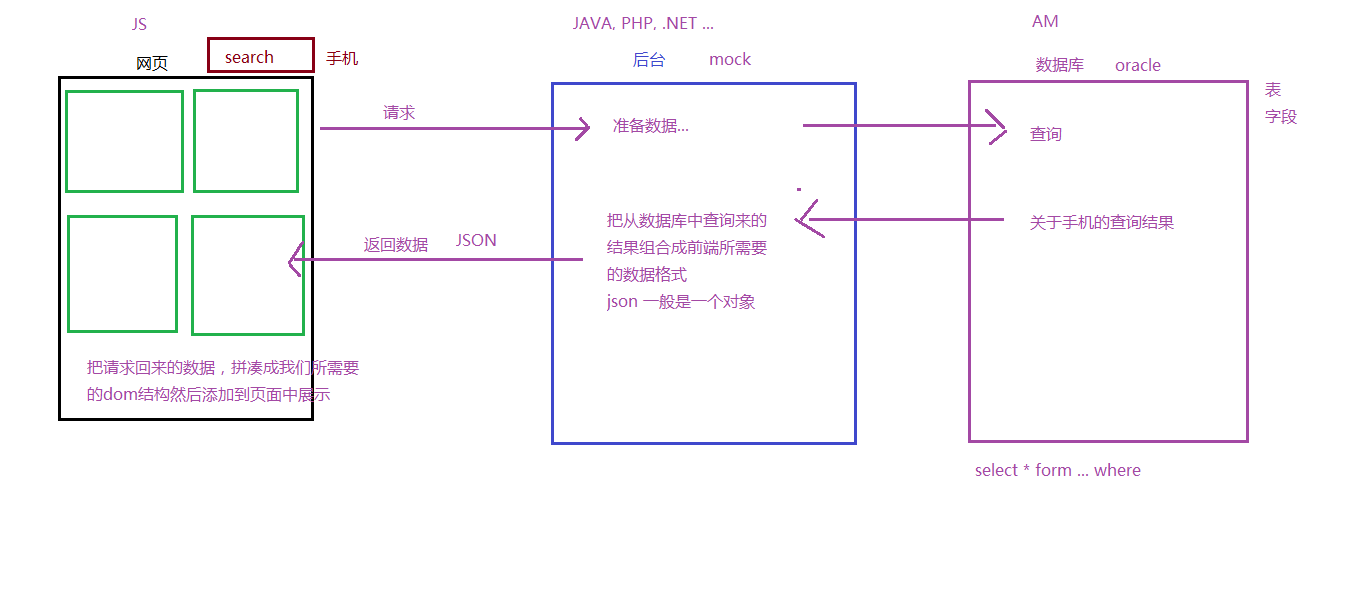 JS
网页
search
手机
请求
返回数据 JSON
把请求回来的数据，拼凑成我们所需要
的dom结构然后添加到页面中展示
JAVA, PHP, .NET ...
后台 mock
准备数据...
把从数据库中查询来的
结果组合成前端所需要
的数据格式
json 一般是一个对象
AM
数据库 oracle
表
字段
查询
关于手机的查询结果
select * form ... where